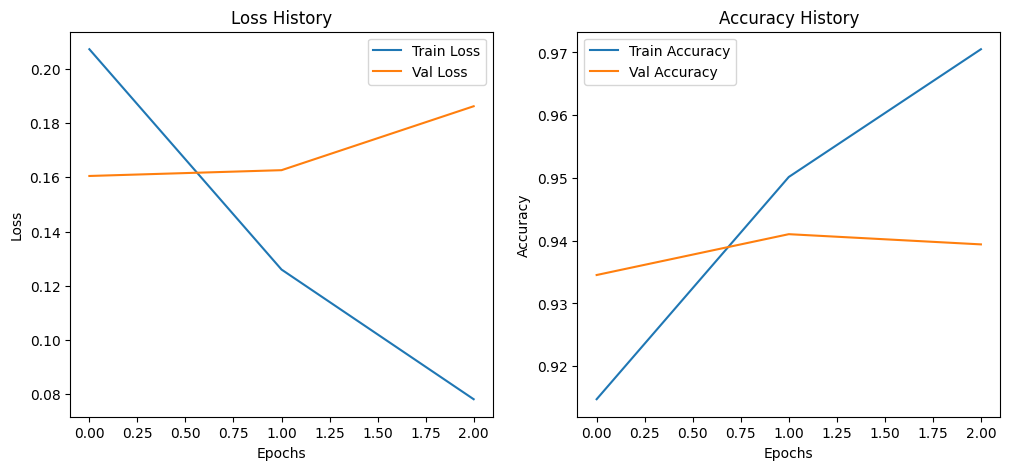 Loss History
Train Loss
Val Loss
0.20
0.18
0.16
0.14
0.12
0.10
0.08
Loss
0.00 0.25 0.50 0.75 1.00 1.25 1.50 1.75 2.00
Epochs
Accuracy History
Train Accuracy
Val Accuracy
0.97
0.96
0.95
0.94
0.93
0.92
Accuracy
0.00 0.25 0.50 0.75 1.00 1.25 1.50 1.75 2.00
Epochs